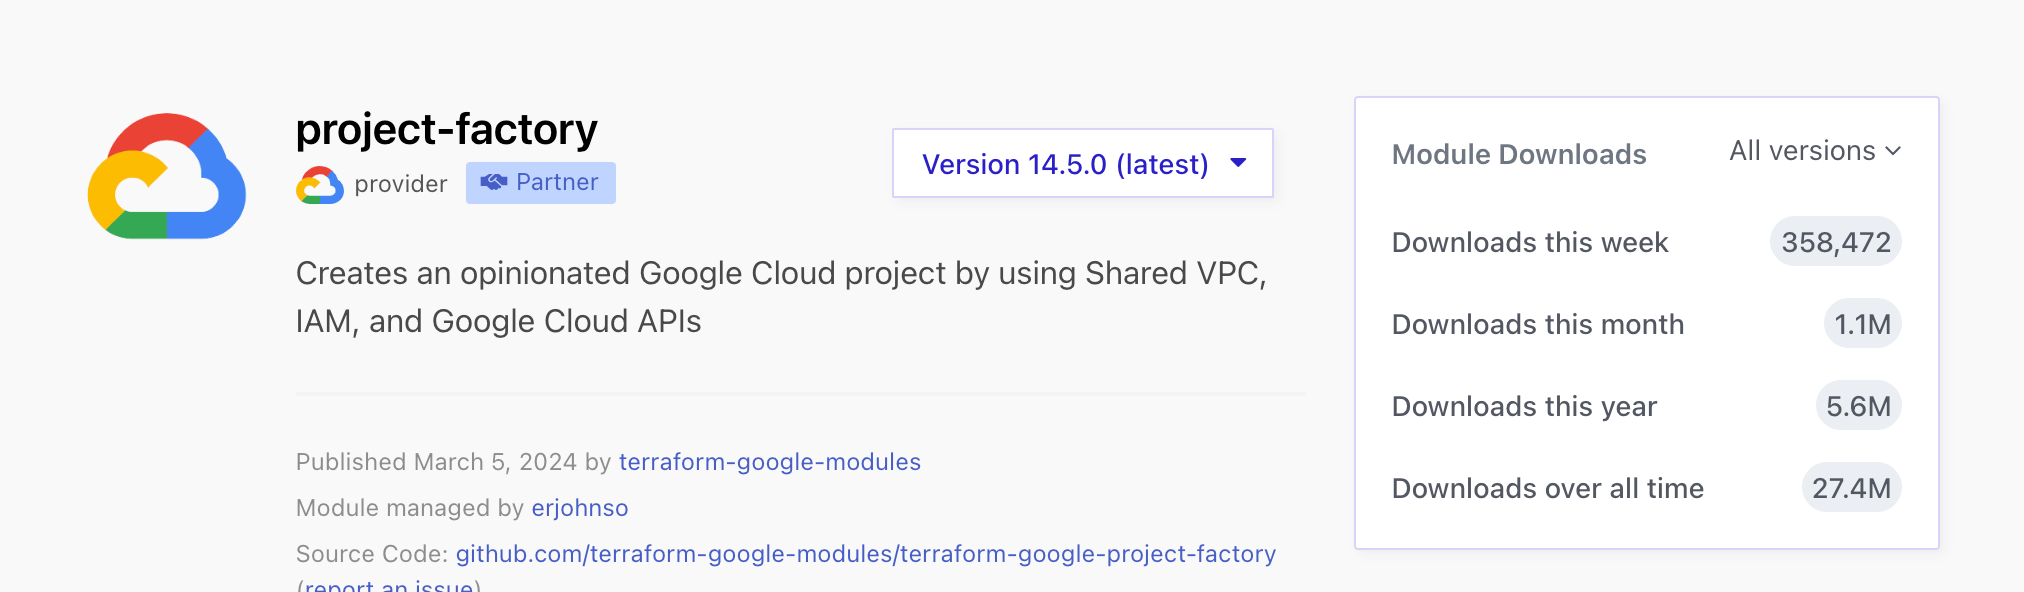 project-factory
provider
Partner
Version 14.5.0 (latest)
Creates an opinionated Google Cloud project by using Shared VPC,
IAM, and Google Cloud APIs
Published March 5, 2024 by terraform-google-modules
Module managed by erjohnso
Source Code: github.com/terraform-google-modules/terraform-google-project-factory
(report an issue)
Module Downloads
All versions
Downloads this week 358,472
Downloads this month 1.1M
Downloads this year 5.6M
Downloads over all time 27.4M